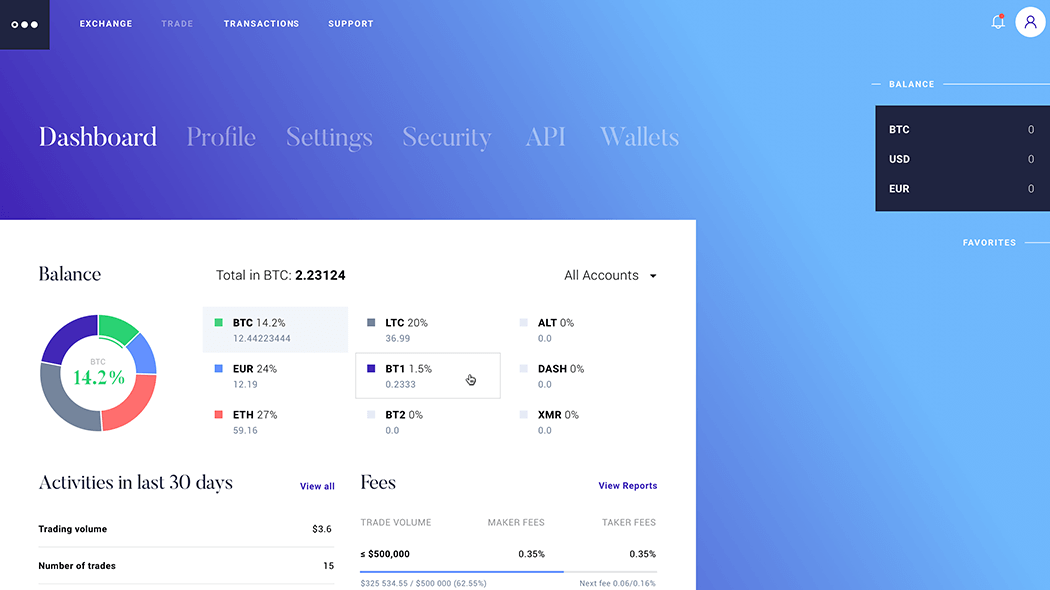 EXCHANGE TRADE TRANSACTIONS SUPPORT
BALANCE
BTC 0
USD 0
EUR 0
FAVORITES
Dashboard Profile Settings Security API Wallets
Balance Total in BTC: 2.23124 All Accounts
BTC
14.2%
BTC 14.2% LTC 20% ALT 0%
12.44223444 36.99 0.0
EUR 24% BT1 1.5% DASH 0%
12.19 0.2333 0.0
ETH 27% BT2 0% XMR 0%
59.16 0.0 0.0
Activities in last 30 days View all
Trading volume $3.6
Number of trades 15
Fees View Reports
TRADE VOLUME MAKER FEES TAKER FEES
≤ $500,000 0.35% 0.35%
$325 534.55 / $500 000 (62.55%) Next fee 0.06/0.16%